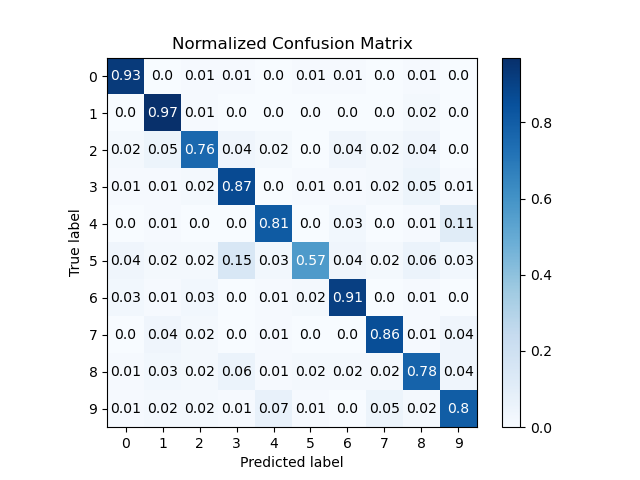 Normalized Confusion Matrix
0 0.93 0.0 0.01 0.01 0.0 0.01 0.01 0.0 0.01 0.0
1 0.0 0.97 0.01 0.0 0.0 0.0 0.0 0.0 0.02 0.0
2 0.02 0.05 0.76 0.04 0.02 0.0 0.04 0.02 0.04 0.0
3 0.01 0.01 0.02 0.87 0.0 0.01 0.01 0.02 0.05 0.01
4 0.0 0.01 0.0 0.0 0.81 0.0 0.03 0.0 0.01 0.11
5 0.04 0.02 0.02 0.15 0.03 0.57 0.04 0.02 0.06 0.03
6 0.03 0.01 0.03 0.0 0.01 0.02 0.91 0.0 0.01 0.0
7 0.0 0.04 0.02 0.0 0.01 0.0 0.0 0.86 0.01 0.04
8 0.01 0.03 0.02 0.06 0.01 0.02 0.02 0.02 0.78 0.04
9 0.01 0.02 0.02 0.01 0.07 0.01 0.0 0.05 0.02 0.8
0 1 2 3 4 5 6 7 8 9
Predicted label
True label
0.8
0.6
0.4
0.2
0.0